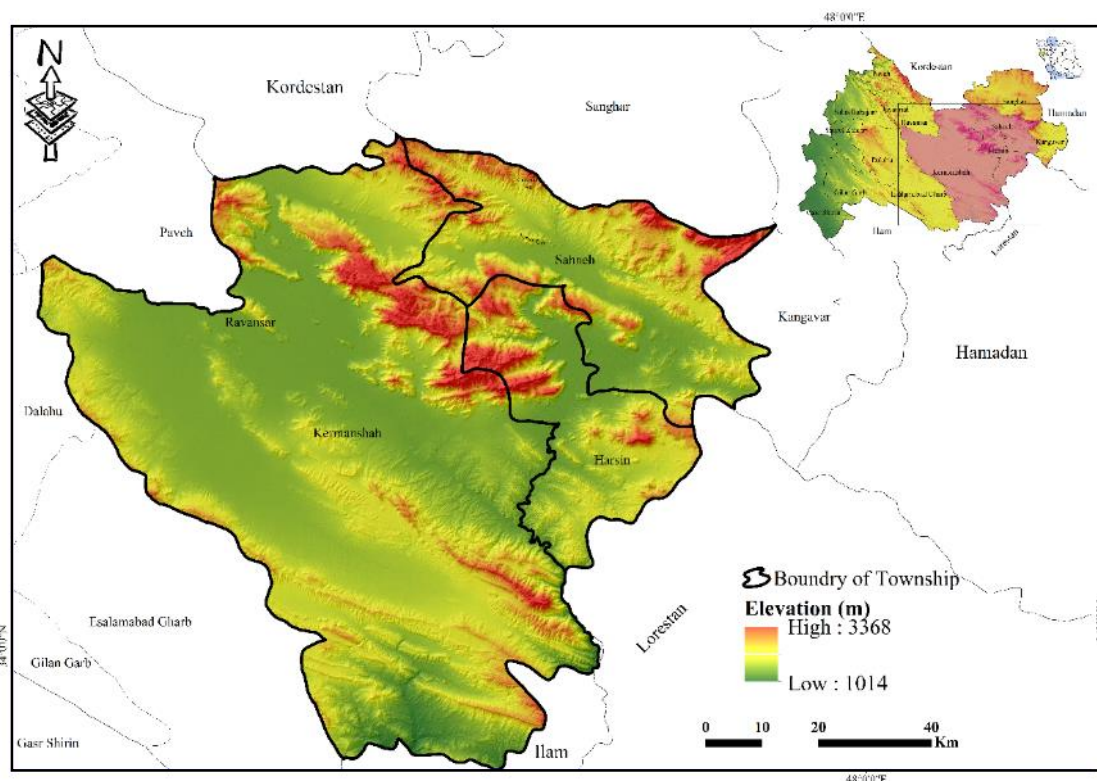 48°0'0"E
N
Kordestan
Sanghar
Paveh
Sahneh
Kangavar
Hamadan
Ravansar
Dalahu
Kermanshah
Harsin
Esalamabad Gharb
Gilan Garb
Gasr Shirin
Lorestan
Ilam
Boundry of Township
Elevation (m)
High : 3368
Low : 1014
0 10 20 40
Km
48°0'0"E
Kordestan
Hamadan
Kangavar
Ilam
Lorestan